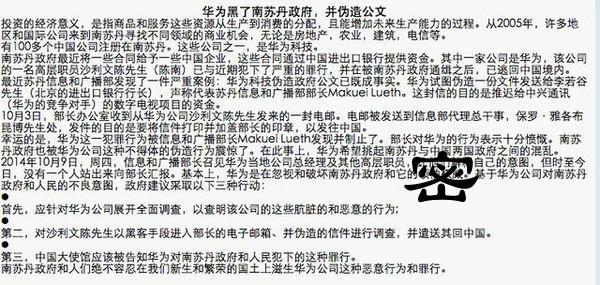 华为黑了南苏丹政府，并伪造公文
投资的经济意义，是指商品和服务这些资源从生产到消费的分配，且能增加未来生产能力的过程。从2005年，许多地
区和国际公司来到南苏丹寻找不同领域的商业机会，无论是房地产，农业，建筑，电信等。
有100多个中国公司注册在南苏丹。这些公司之一，是华为科技。
南苏丹政府最近将一些合同给予一些中国企业，这些合同通过中国进出口银行提供资金。其中一家公司是华为，该公司
的一名高层职员沙利文陈先生（陈南）已与近期犯下了严重的罪行，并在被南苏丹政府通缉之后，已逃回中国境内。
最近苏丹信息和广播部发现了一件严重案例：华为科技伪造政府公文已既成事实。华为试图伪造一封信件发送给李若谷
先生（北京的进出口银行行长），声称代表苏丹信息和广播部部长Makuei Lueth。这封信的目的是推迟给中兴通讯
（华为的竞争对手）的数字电视项目的资金。
10月3日，部长办公室收到从华为公司沙利文陈先生发来的一封电邮。电邮被发送到信息部代理总干事，保罗·雅各布
昆博先生处，发件的目的是要将信件打印并加盖部长的印章，以发往中国。
幸运的是，华为这一犯罪行为被信息和广播部长Makuei Lueth发现并制止了。部长对华为的行为表示十分愤慨。南苏
丹政府也被华为公司这种不得体的伪造行为震惊了。在此事上，华为希望挑起南苏丹与中国两国政府之间的混乱。
2014年10月9日，周四，信息和广播部长召见华为当地公司总经理及其他高层职员，自己的意图，但时至今
日，没有一个人站出来向部长汇报。基本上，华为是在忽视和破坏南苏丹政府和它的基于华为公司对南苏丹
政府和人民的不良意图，政府建议采取以下三种行动：
密
●
首先，应针对华为公司展开全面调查，以查明该公司的这些肮脏的和恶意的行为；
●
第二，对沙利文陈先生以黑客手段进入部长的电子邮箱、并伪造的信件进行调查，并遣送其回中国。
●
第三，中国大使馆应该被告知华为对南苏丹政府和人民犯下的这种罪行。
南苏丹政府和人们绝不容忍在我们新生和繁荣的国土上滋生华为公司这种恶意行为和罪行。